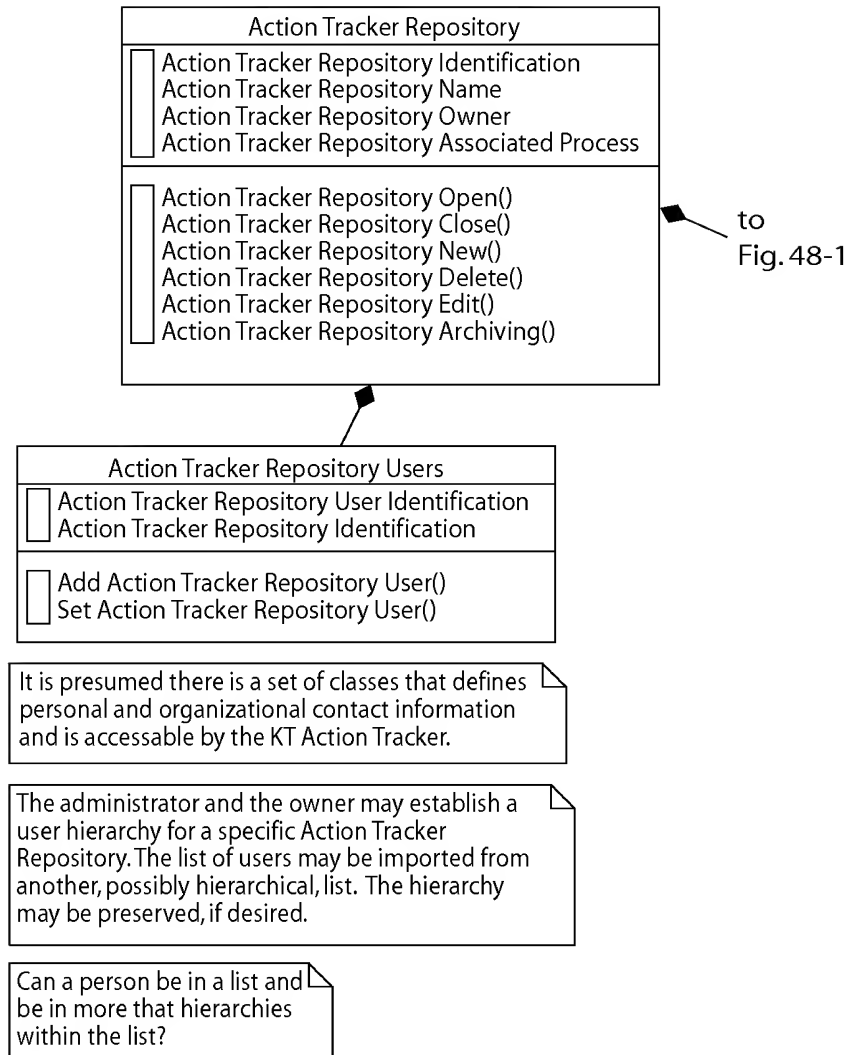 Action Tracker Repository
Action Tracker Repository Identification
Action Tracker Repository Name
Action Tracker Repository Owner
Action Tracker Repository Associated Process
Action Tracker Repository Open()
Action Tracker Repository Close()
Action Tracker Repository New()
Action Tracker Repository Delete()
Action Tracker Repository Edit()
Action Tracker Repository Archiving()
to
Fig. 48-1
Action Tracker Repository Users
Action Tracker Repository User Identification
Action Tracker Repository Identification
Add Action Tracker Repository User()
Set Action Tracker Repository User()
It is presumed there is a set of classes that defines
personal and organizational contact information
and is accessable by the KT Action Tracker.
The administrator and the owner may establish a
user hierarchy for a specific Action Tracker
Repository. The list of users may be imported from
another, possibly hierarchical, list. The hierarchy
may be preserved, if desired.
Can a person be in a list and
be in more that hierarchies
within the list?